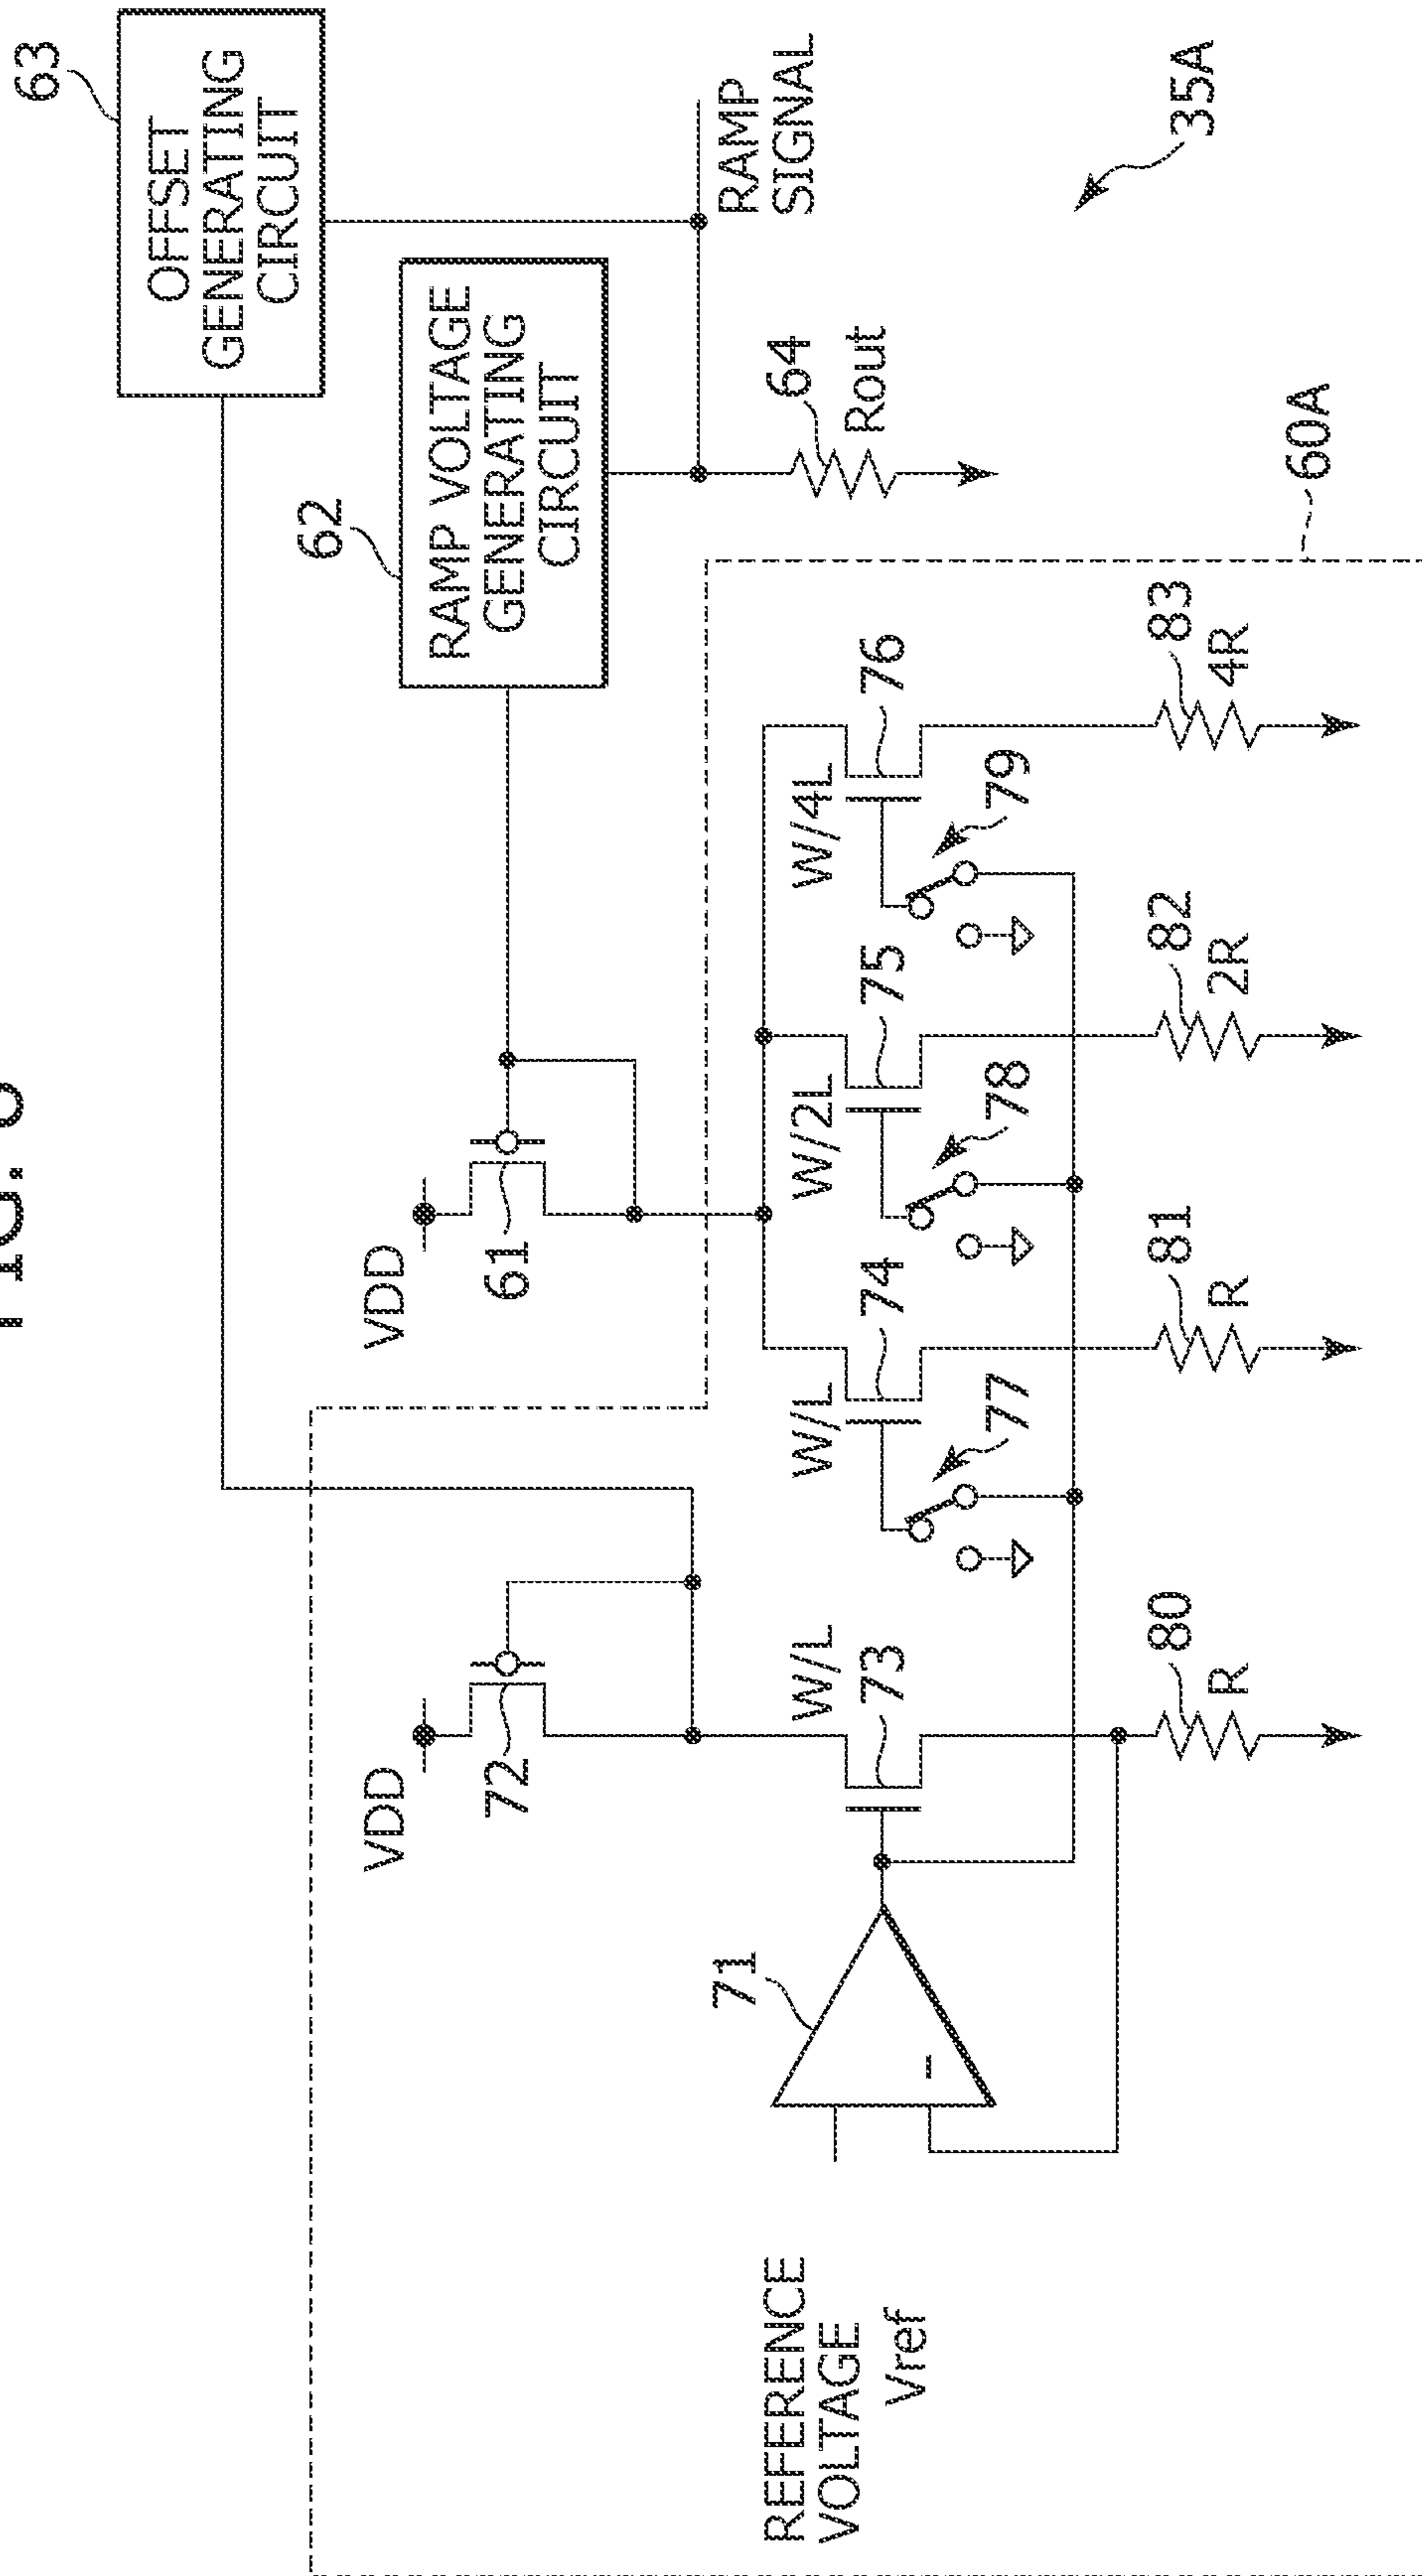 63
OFFSET
GENERATING
CIRCUIT
62
RAMP VOLTAGE
GENERATING
CIRCUIT
RAMP
SIGNAL
64
Rout
35A
60A
VDD
72
VDD
61
REFERENCE
VOLTAGE
Vref
71
-
W/L
73
W/L
74
W/2L
75
W/4L
76
77
78
79
80
R
81
R
82
2R
83
4R